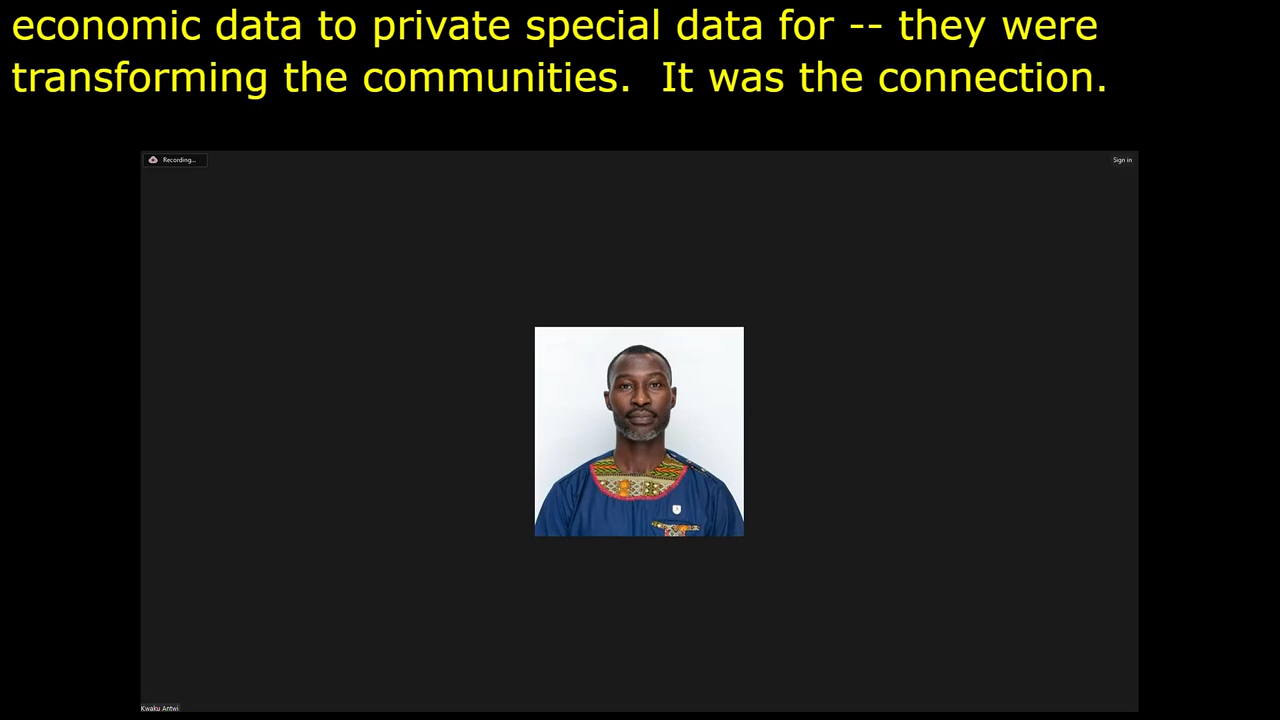 economic data to private special data for -- they were
transforming the communities.  It was the connection.
Recording...
Sign in
Kwaku Antwi